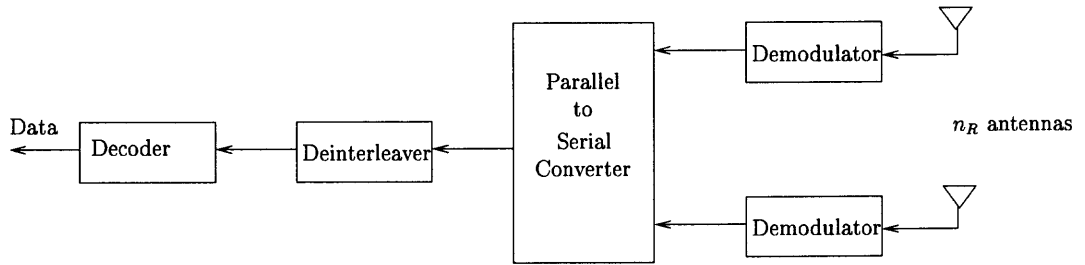 Demodulator
Parallel
to
Serial
Converter
n_R antennas
Data
Decoder
Deinterleaver
Demodulator